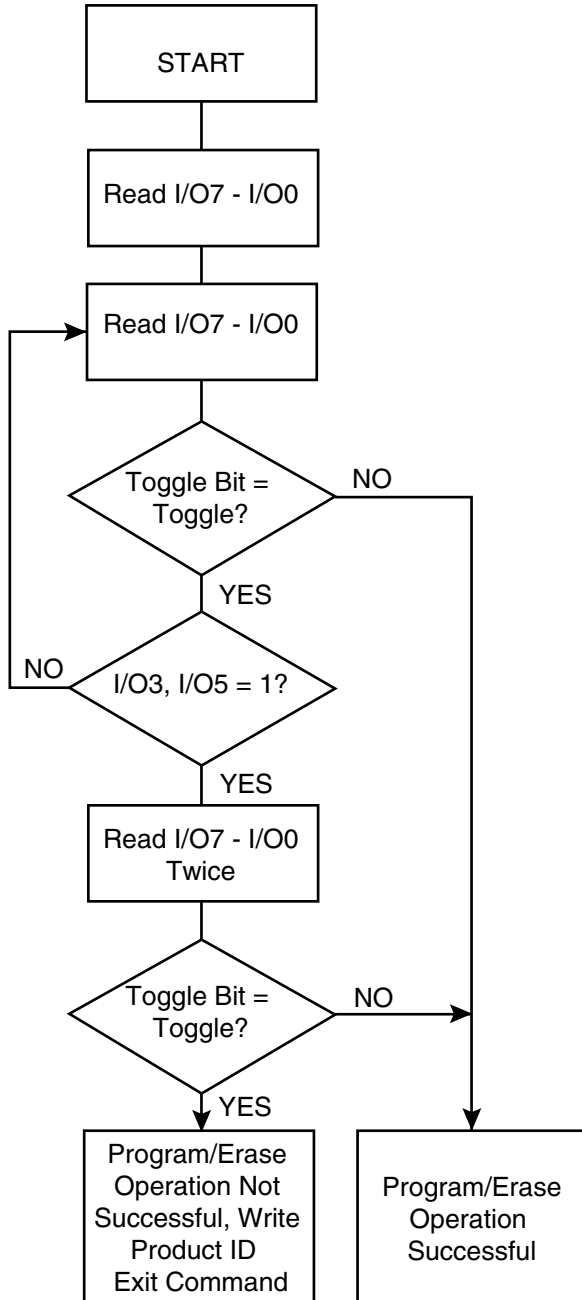 START
Read I/O7 - I/O0
Read I/O7 - I/O0
Toggle Bit =
Toggle?
NO
YES
NO
I/O3, I/O5 = 1?
YES
Read I/O7 - I/O0
Twice
Toggle Bit =
Toggle?
NO
YES
Program/Erase
Operation Not
Successful, Write
Product ID
Exit Command
Program/Erase
Operation
Successful